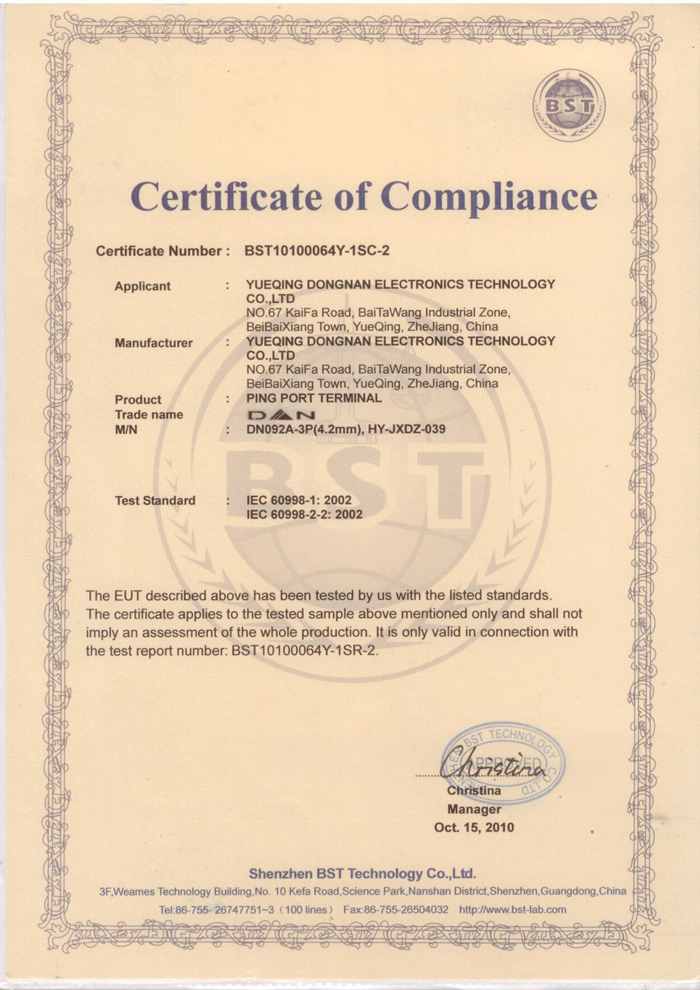 BST
Certificate of Compliance
Certificate Number : BST10100064Y-1SC-2
Applicant : YUEQING DONGNAN ELECTRONICS TECHNOLOGY
CO.,LTD
NO.67 KaiFa Road, BaiTaWang Industrial Zone,
BeiBaiXiang Town, YueQing, ZheJiang, China
Manufacturer : YUEQING DONGNAN ELECTRONICS TECHNOLOGY
CO.,LTD
NO.67 KaiFa Road, BaiTaWang Industrial Zone,
BeiBaiXiang Town, YueQing, ZheJiang, China
Product : PING PORT TERMINAL
Trade name : DAN
M/N : DN092A-3P(4.2mm), HY-JXDZ-039
BST
Test Standard : IEC 60998-1: 2002
IEC 60998-2-2: 2002
The EUT described above has been tested by us with the listed standards.
The certificate applies to the tested sample above mentioned only and shall not
imply an assessment of the whole production. It is only valid in connection with
the test report number: BST10100064Y-1SR-2.
BST TECHNOLOGY CO LTD
APPROVED
Christina
Christina
Manager
Oct. 15, 2010
Shenzhen BST Technology Co.,Ltd.
3F,Weames Technology Building,No. 10 Kefa Road,Science Park,Nanshan District,Shenzhen,Guangdong,China
Tel:86-755-26747751~3（100 lines） Fax:86-755-26504032 http://www.bst-lab.com